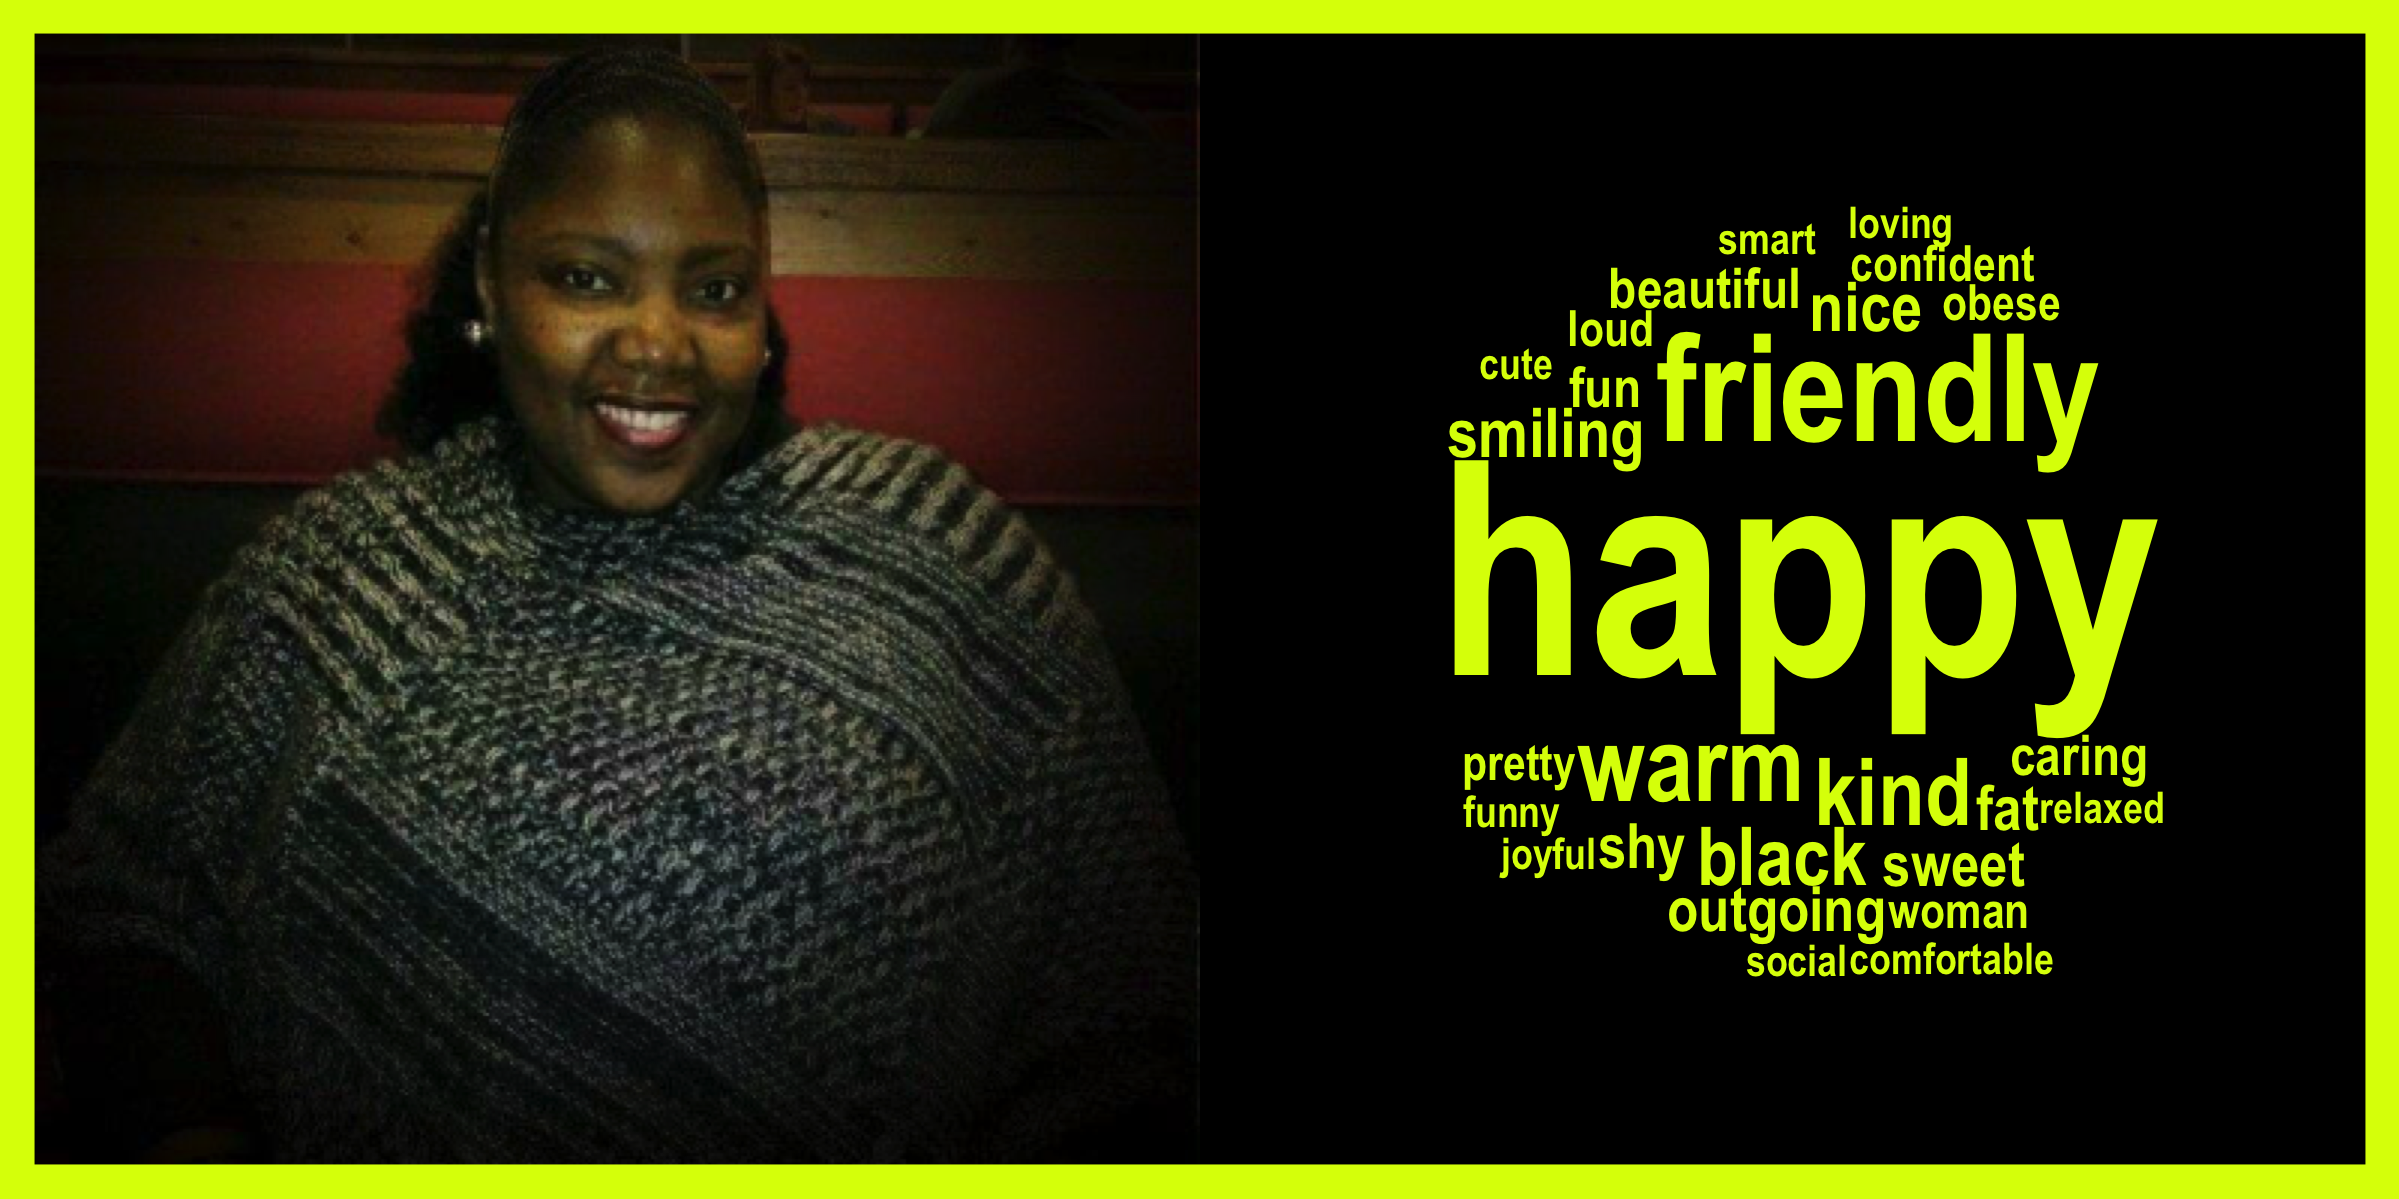 loving
smart
confident
beautiful nice obese
loud
friendly
cute fun
smiling
happy
pretty warm kind caring
funny fat relaxed
joyful shy black sweet
outgoing woman
social comfortable